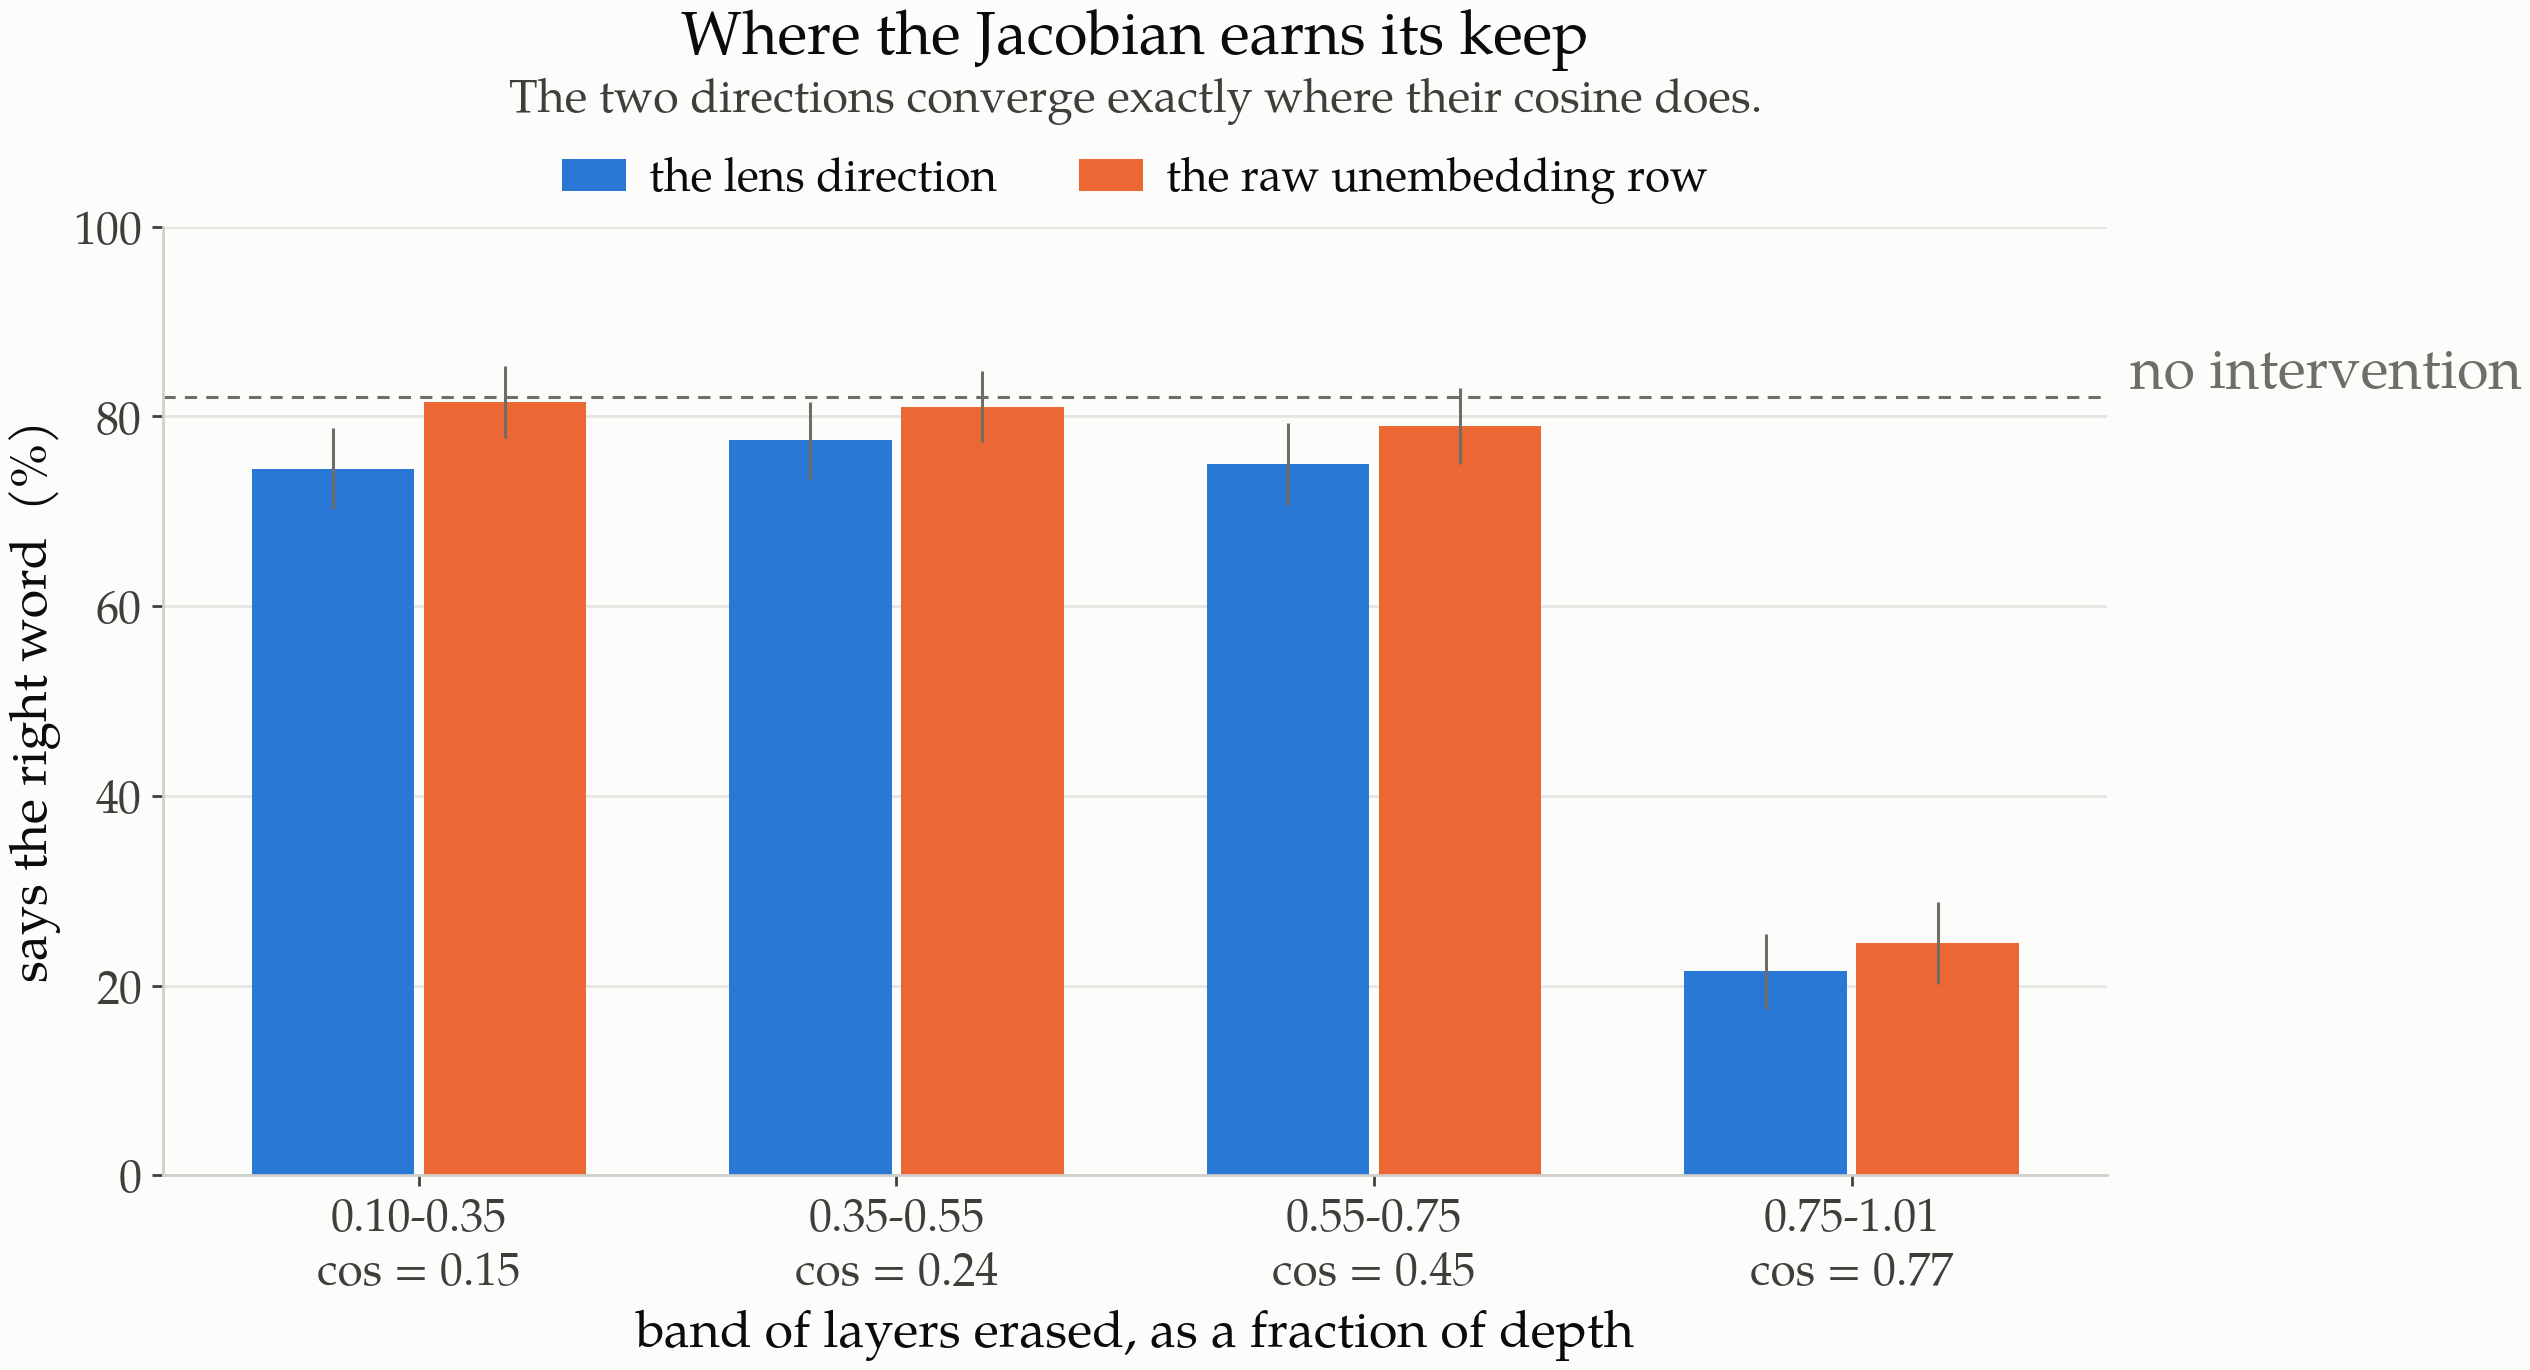 Where the Jacobian earns its keep
The two directions converge exactly where their cosine does.
the lens direction
the raw unembedding row
100
80
60
40
20
0
says the right word (%)
no intervention
0.10-0.35
cos = 0.15
0.35-0.55
cos = 0.24
0.55-0.75
cos = 0.45
0.75-1.01
cos = 0.77
band of layers erased, as a fraction of depth